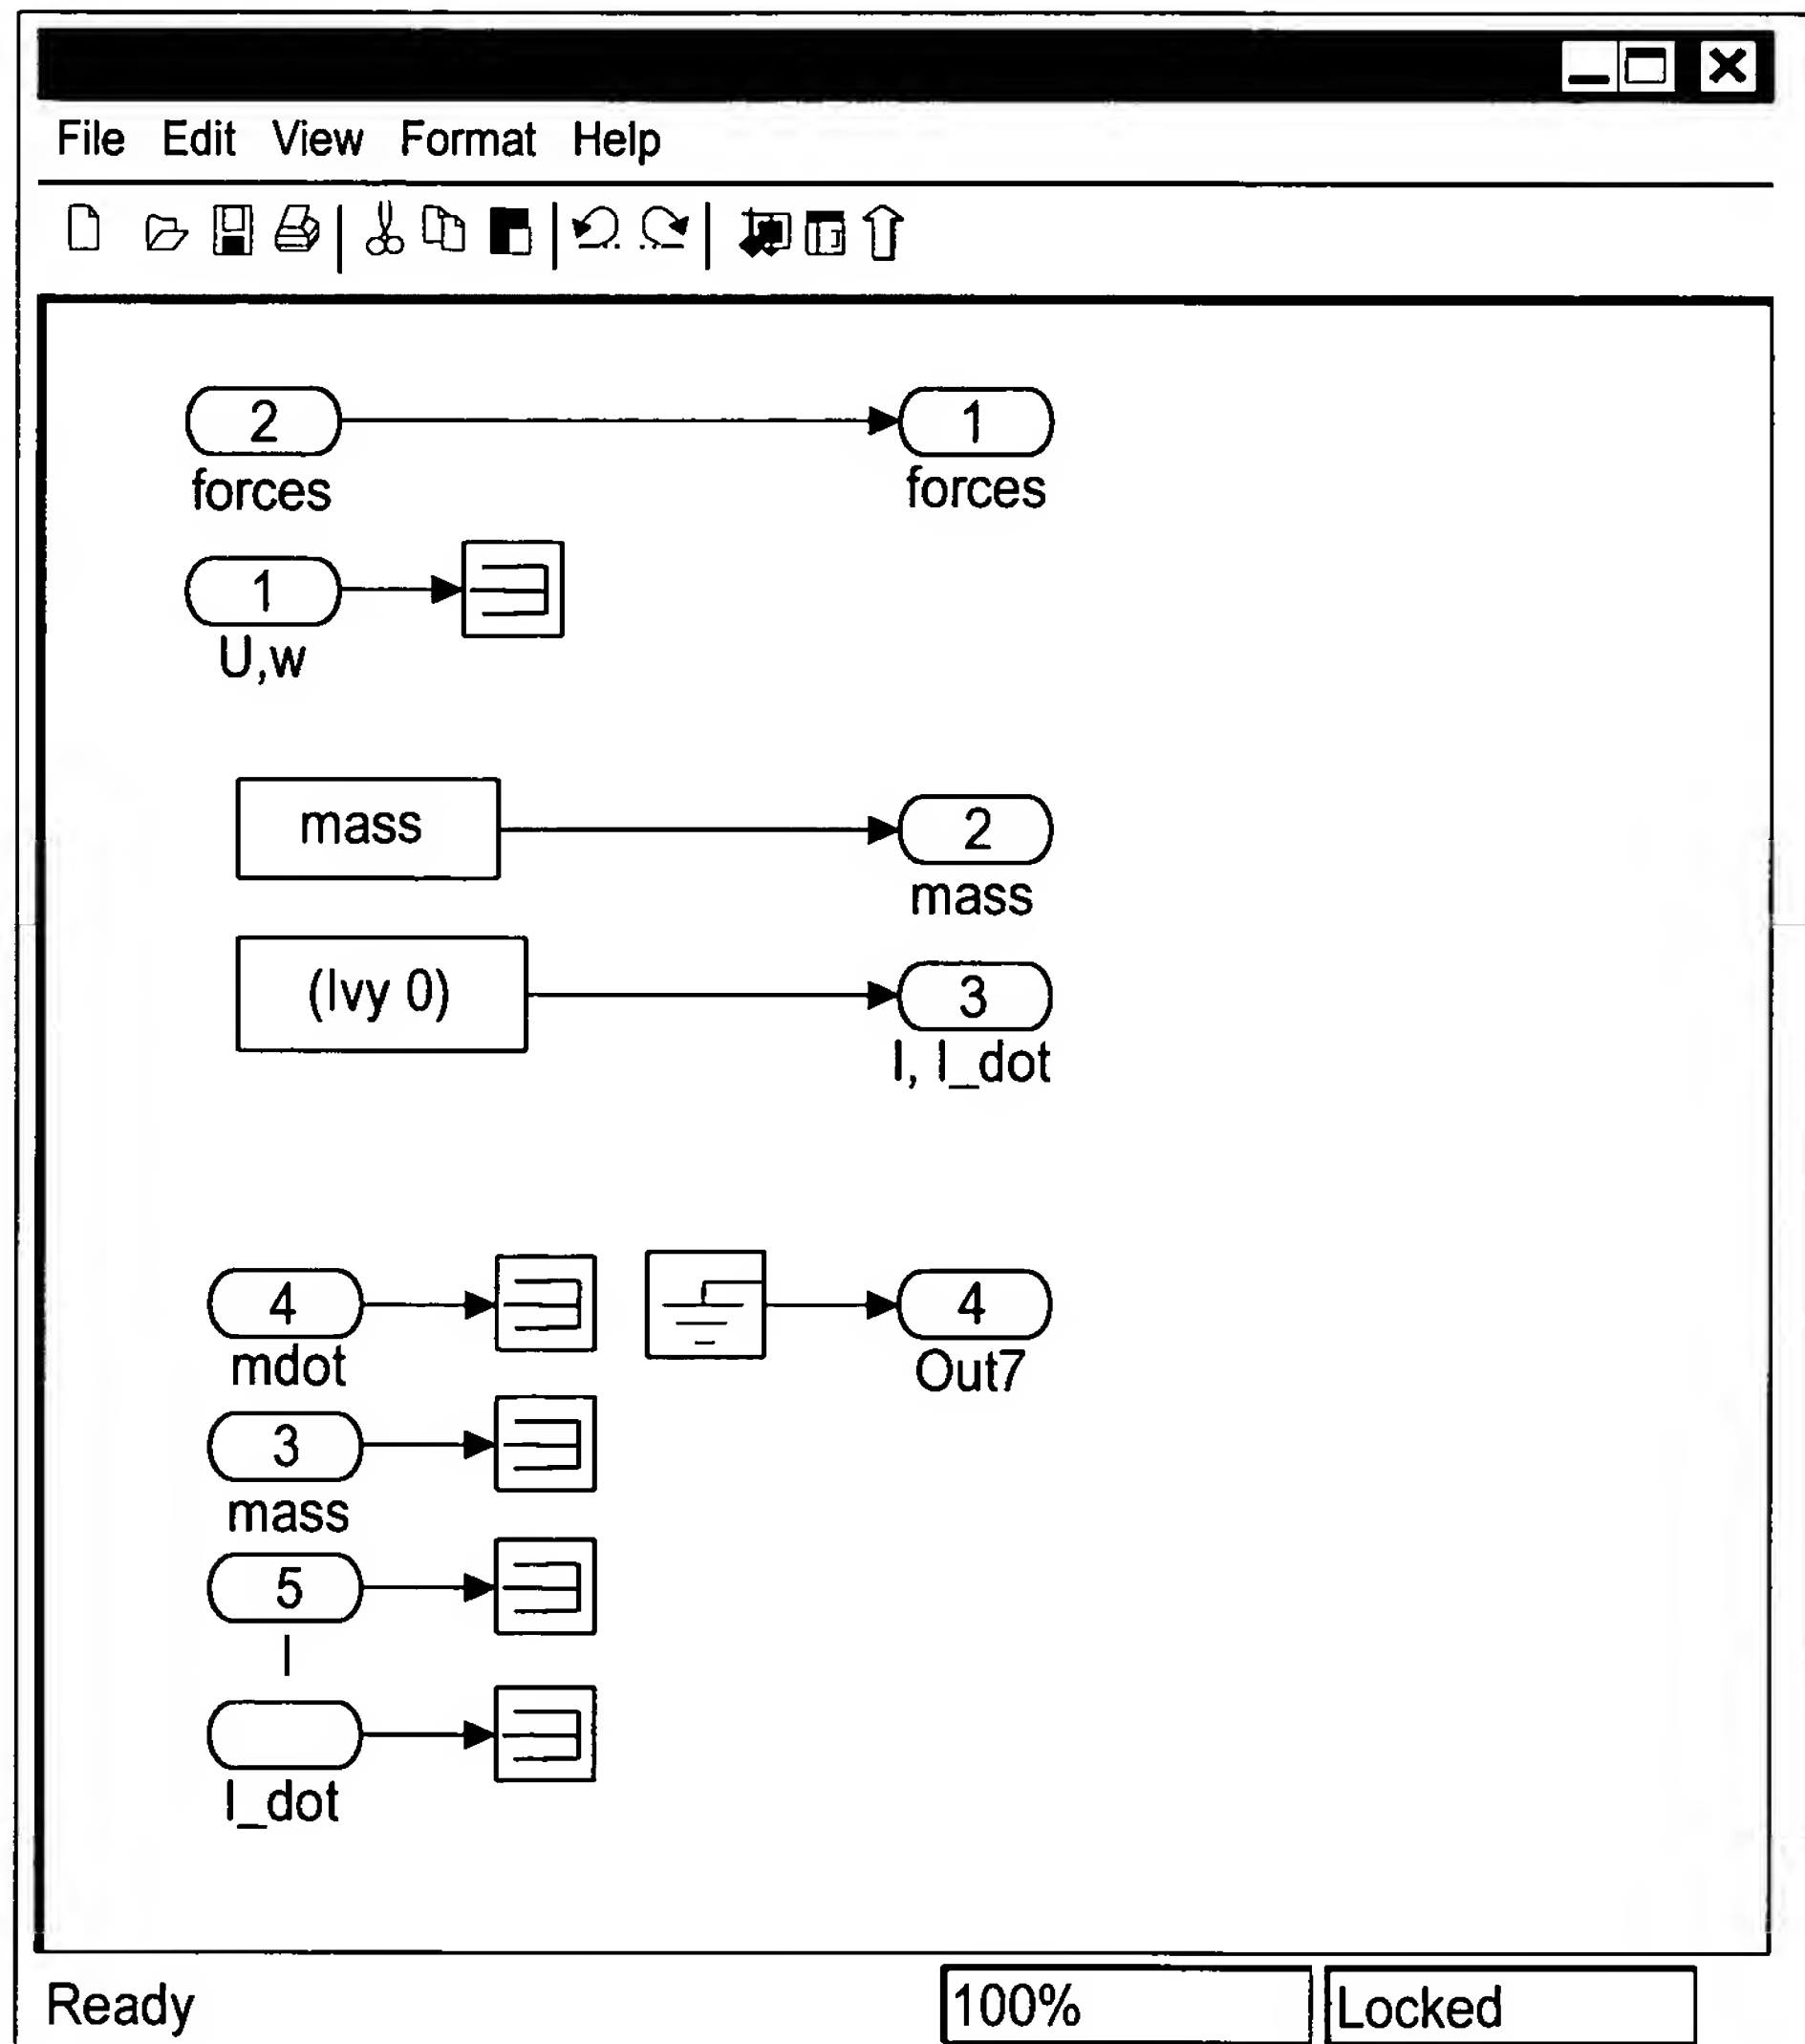 File Edit View Format Help
2 1
forces forces
1
U,w
mass 2
mass
(Ivy 0) 3
I, I_dot
4 4
mdot Out7
3
mass
5
I
I_dot
Ready 100% Locked